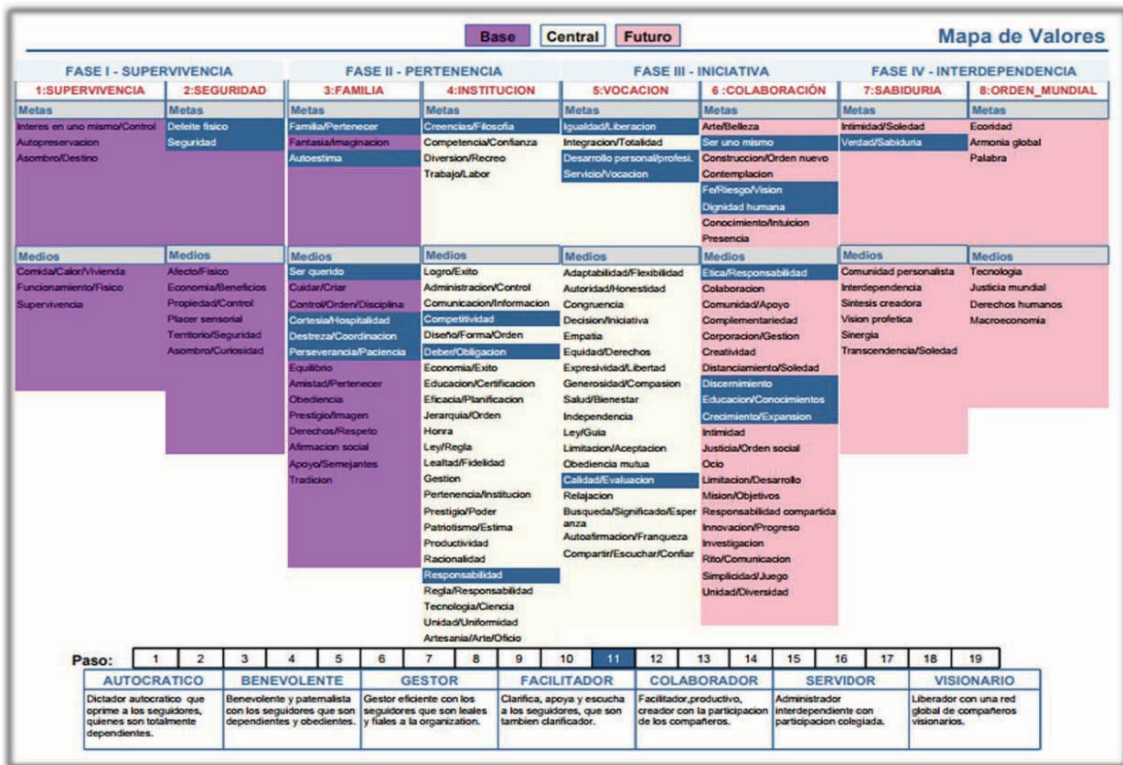 Base Central Futuro
Mapa de Valores
FASE I - SUPERVIVENCIA
FASE II - PERTENENCIA
FASE III - INICIATIVA
FASE IV - INTERDEPENDENCIA
1:SUPERVIVENCIA
2:SEGURIDAD
3:FAMILIA
4:INSTITUCION
5:VOCACION
6 :COLABORACIÓN
7:SABIDURIA
8:ORDEN_MUNDIAL
Metas
Interes en uno mismo/Control
Autopreservacion
Asombro/Destino
Metas
Deleite fisico
Seguridad
Metas
Familia/Pertenecer
Fantasia/Imaginacion
Autoestima
Metas
Creencias/Filosofia
Competencia/Confianza
Diversion/Recreo
Trabajo/Labor
Metas
Igualdad/Liberacion
Integracion/Totalidad
Desarrollo personal/profesi.
Servicio/Vocacion
Metas
Arte/Belleza
Ser uno mismo
Construccion/Orden nuevo
Contemplacion
Fe/Riesgo/Vision
Dignidad humana
Conocimiento/Intuicion
Presencia
Metas
Intimidad/Soledad
Verdad/Sabiduria
Metas
Ecoridad
Armonia global
Palabra
Medios
Comida/Calor/Vivienda
Funcionamiento/Fisico
Supervivencia
Medios
Afecto/Fisico
Economia/Beneficios
Propiedad/Control
Placer sensorial
Territorio/Seguridad
Asombro/Curiosidad
Medios
Ser querido
Cuidar/Criar
Control/Orden/Disciplina
Cortesia/Hospitalidad
Destreza/Coordinacion
Perseverancia/Paciencia
Equilibrio
Amistad/Pertenecer
Obediencia
Prestigio/Imagen
Derechos/Respeto
Afirmacion social
Apoyo/Semejantes
Tradicion
Medios
Logro/Exito
Administracion/Control
Comunicacion/Informacion
Competitividad
Diseño/Forma/Orden
Deber/Obligacion
Economia/Exito
Educacion/Certificacion
Eficacia/Planificacion
Jerarquia/Orden
Honra
Ley/Regla
Lealtad/Fidelidad
Gestion
Pertenencia/Institucion
Prestigio/Poder
Patriotismo/Estima
Productividad
Racionalidad
Responsabilidad
Regla/Responsabilidad
Tecnologia/Ciencia
Unidad/Uniformidad
Artesania/Arte/Oficio
Medios
Adaptabilidad/Flexibilidad
Autoridad/Honestidad
Congruencia
Decision/Iniciativa
Empatia
Equidad/Derechos
Expresividad/Libertad
Generosidad/Compasion
Salud/Bienestar
Independencia
Ley/Guia
Limitacion/Aceptacion
Obediencia mutua
Calidad/Evaluacion
Relajacion
Busqueda/Significado/Esper
anza
Autoafirmacion/Franqueza
Compartir/Escuchar/Confiar
Medios
Etica/Responsabilidad
Colaboracion
Comunidad/Apoyo
Complementariedad
Corporacion/Gestion
Creatividad
Distanciamiento/Soledad
Discernimiento
Educacion/Conocimientos
Crecimiento/Expansion
Intimidad
Justicia/Orden social
Ocio
Limitacion/Desarrollo
Mision/Objetivos
Responsabilidad compartida
Innovacion/Progreso
Investigacion
Rito/Comunicacion
Simplicidad/Juego
Unidad/Diversidad
Medios
Comunidad personalista
Interdependencia
Sintesis creadora
Vision profetica
Sinergia
Transcendencia/Soledad
Medios
Tecnologia
Justicia mundial
Derechos humanos
Macroeconomia
Paso: 1 2 3 4 5 6 7 8 9 10 11 12 13 14 15 16 17 18 19
AUTOCRATICO
Dictador autocratico que
oprime a los seguidores,
quienes son totalmente
dependientes.
BENEVOLENTE
Benevolente y paternalista
con los seguidores que son
dependientes y obedientes.
GESTOR
Gestor eficiente con los
seguidores que son leales
y fiales a la organization.
FACILITADOR
Clarifica, apoya y escucha
a los seguidores, que son
tambien clarificador.
COLABORADOR
Facilitador,productivo,
creador con la participacion
de los compañeros.
SERVIDOR
Administrador
interdependiente con
participacion colegiada.
VISIONARIO
Liberador con una red
global de compañeros
visionarios.